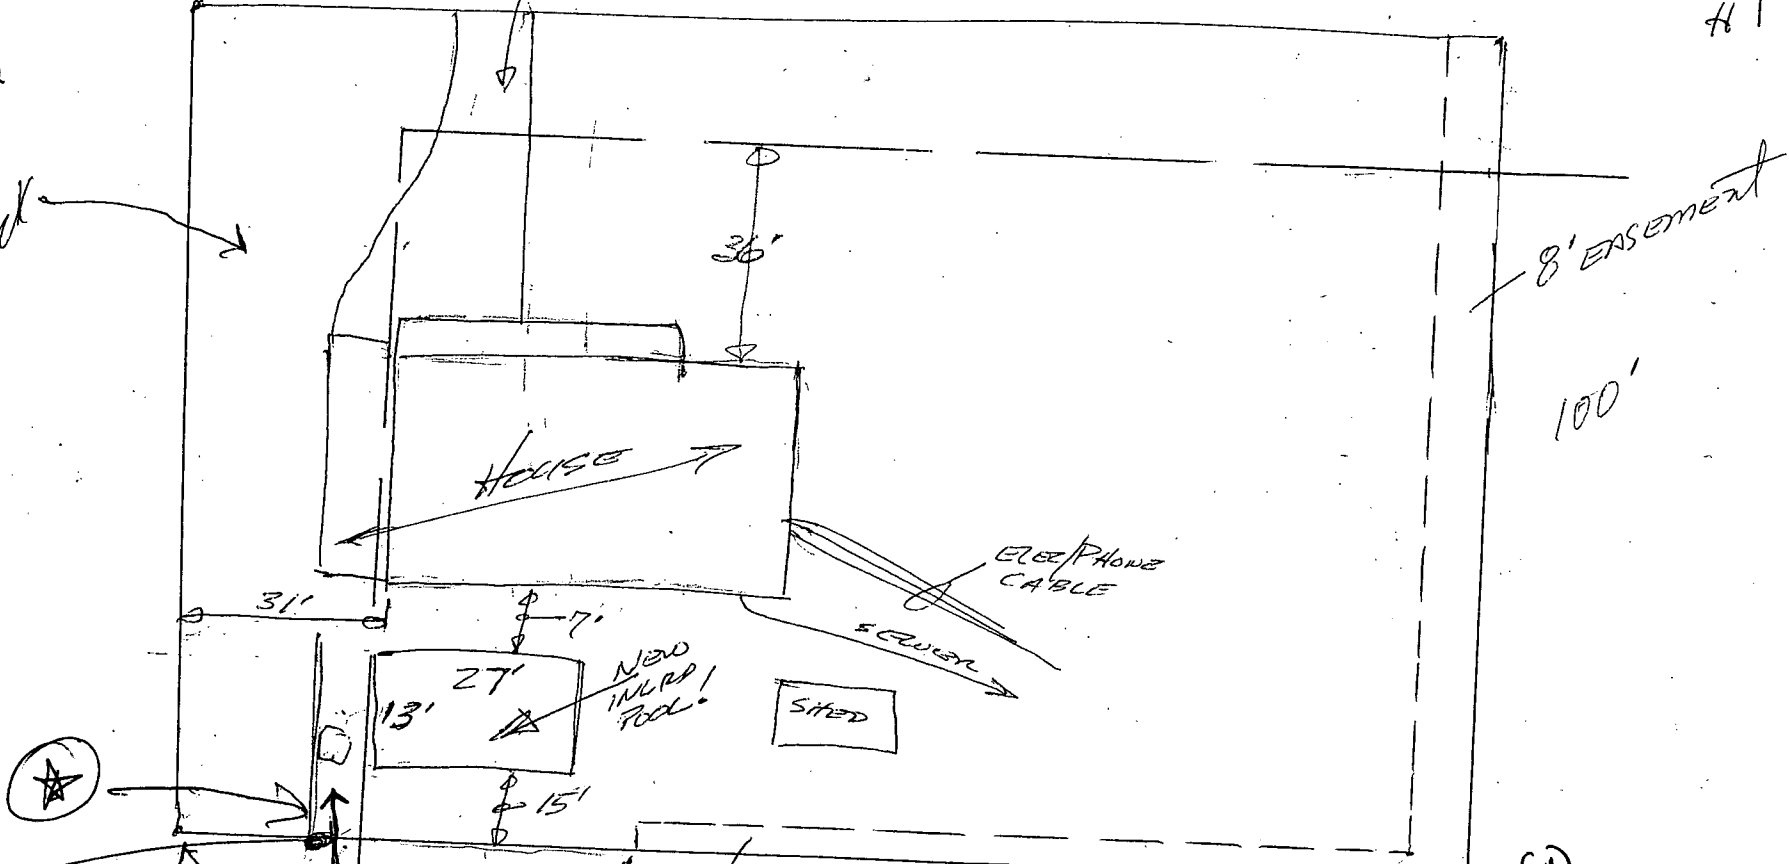 36'
8' EASEMENT
100'
HOUSE
ELEC/PHONE
CABLE
31'
7'
SEWER
27'
13'
NEW
INGRD
POOL!
SHED
15'